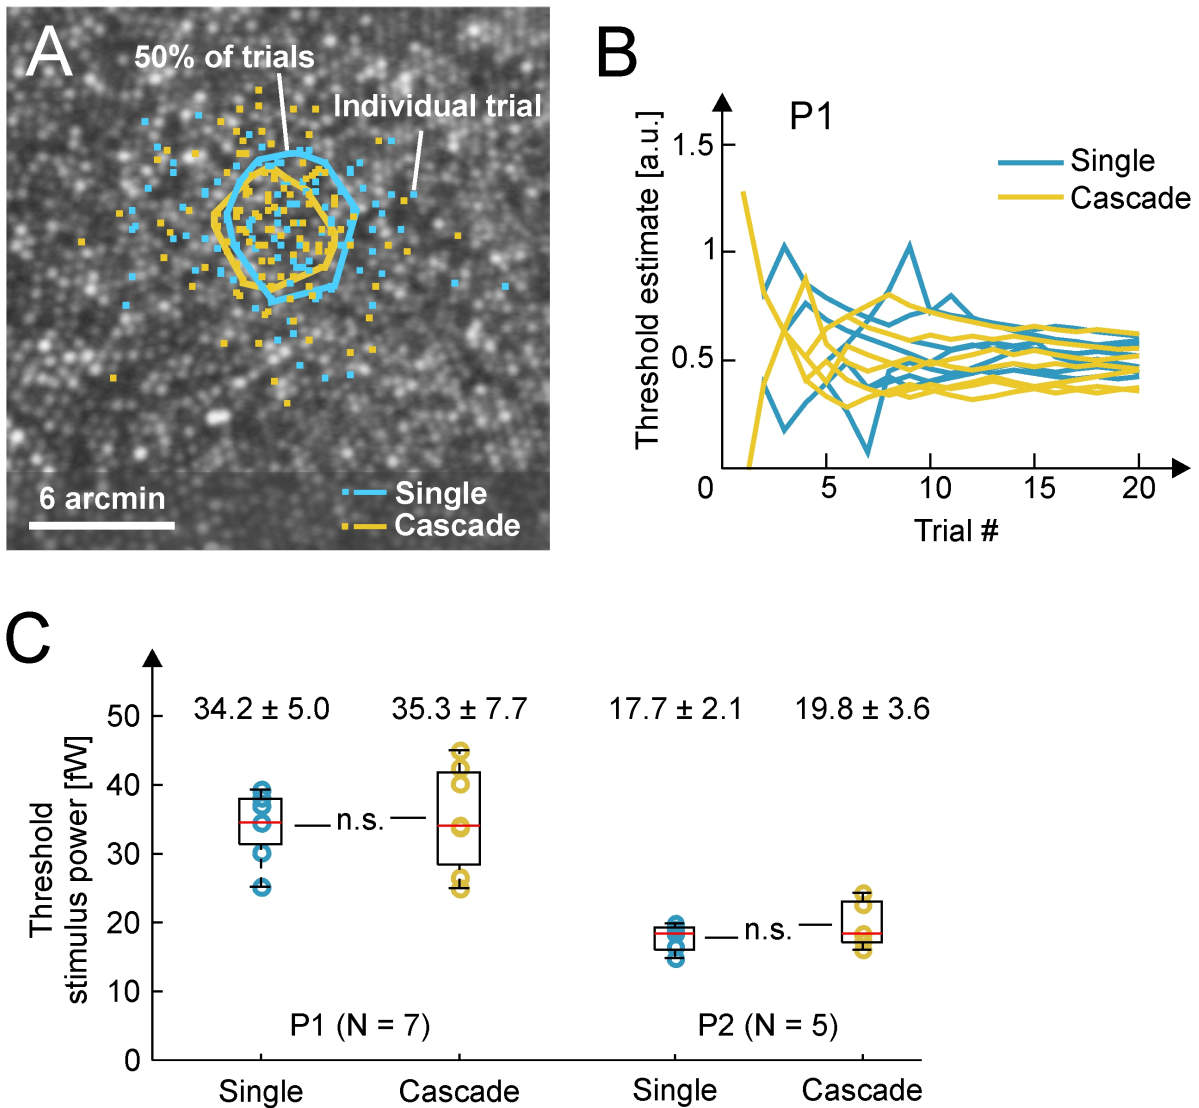 A
50% of trials
Individual trial
6 arcmin
Single
Cascade
B
P1
Single
Cascade
Threshold estimate [a.u.]
1.5
1
0.5
0
5
10
15
20
Trial #
C
Threshold
stimulus power [fW]
50
40
30
20
10
0
34.2 ± 5.0
35.3 ± 7.7
17.7 ± 2.1
19.8 ± 3.6
n.s.
n.s.
P1 (N = 7)
P2 (N = 5)
Single
Cascade
Single
Cascade